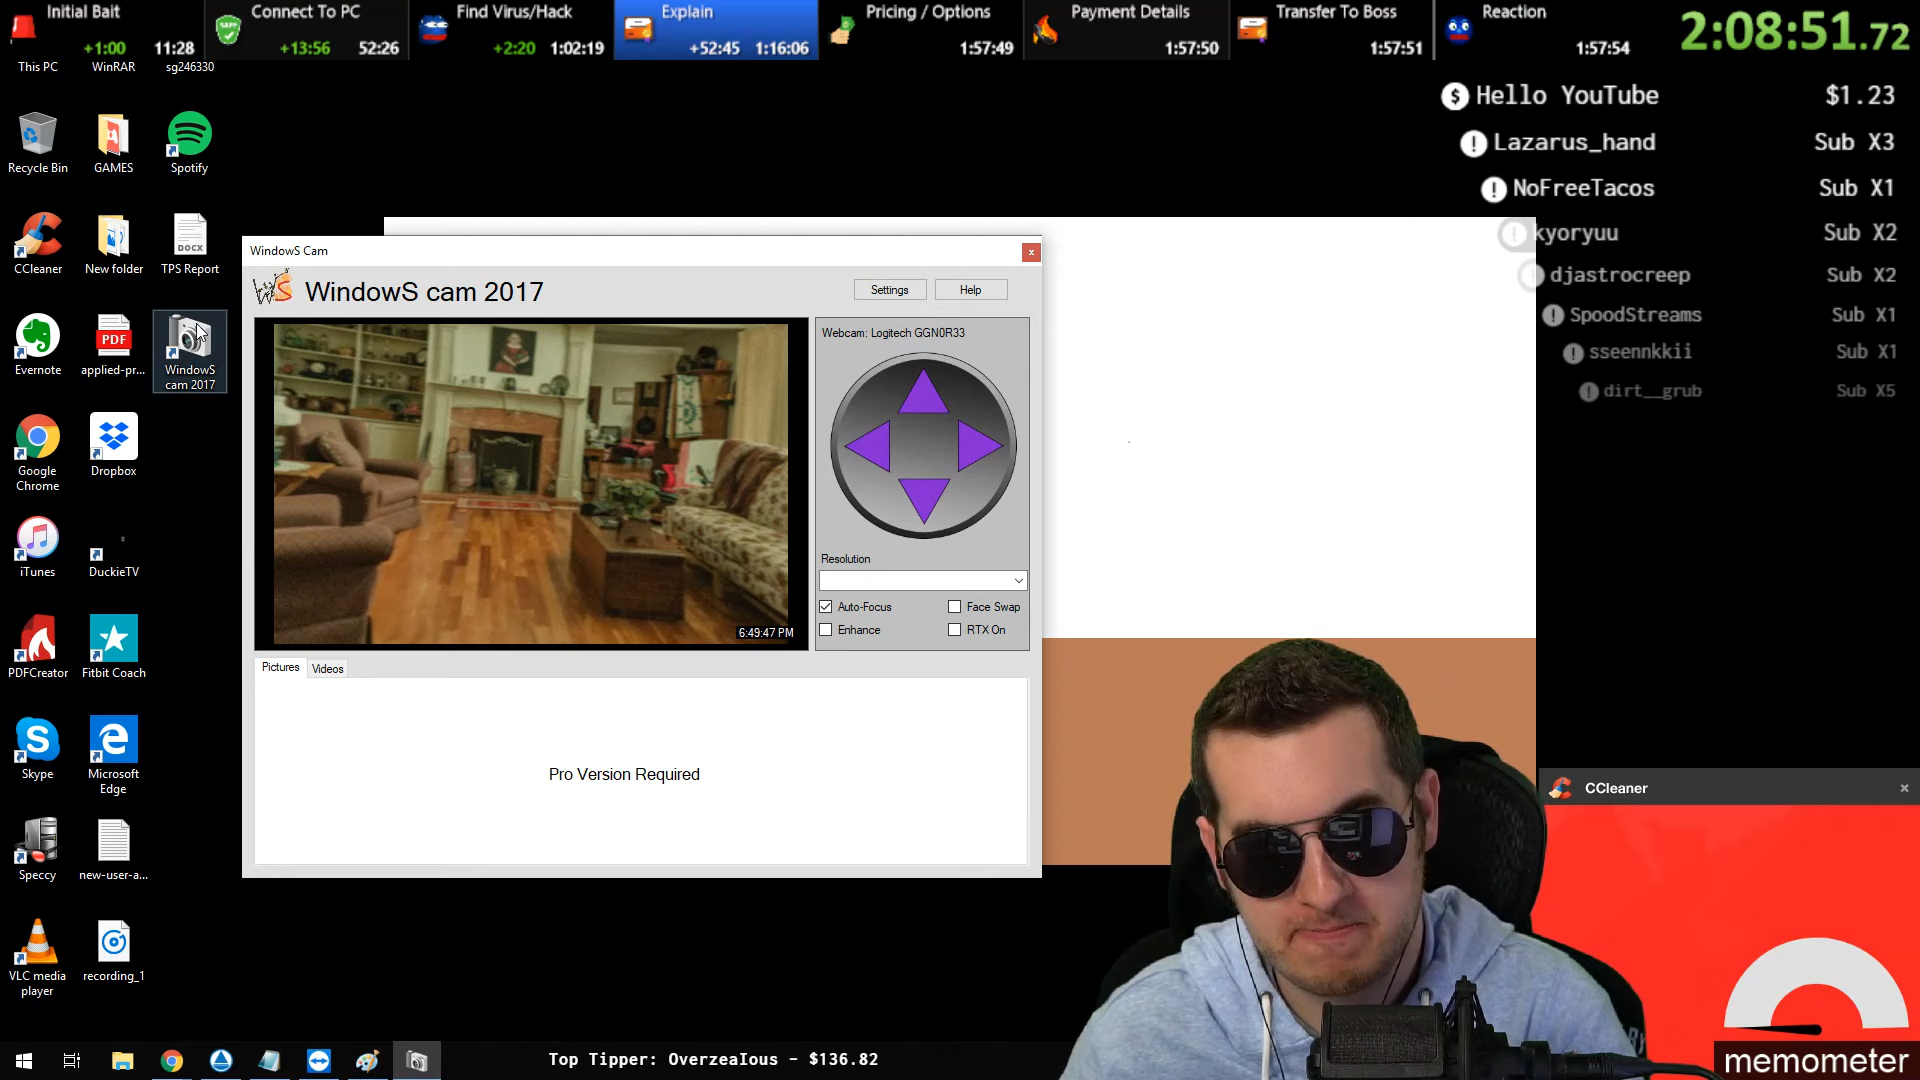 Initial Bait
+1:00 11:28
Connect To PC
+13:56 52:26
Find Virus/Hack
+2:20 1:02:19
Explain
+52:45 1:16:06
Pricing / Options
1:57:49
Payment Details
1:57:50
Transfer To Boss
1:57:51
Reaction
1:57:54
2:08:51.72
This PC
WinRAR
sg246330
Hello YouTube $1.23
Lazarus_hand Sub X3
NoFreeTacos Sub X1
kyoryuu Sub X2
djastrocreep Sub X2
SpoodStreams Sub X1
sseennkkii Sub X1
dirt__grub Sub X5
Recycle Bin
GAMES
Spotify
CCleaner
New folder
DOCX
TPS Report
Evernote
PDF
applied-pr...
WindowS
cam 2017
Google
Chrome
Dropbox
iTunes
DuckieTV
PDFCreator
Fitbit Coach
Skype
Microsoft
Edge
Speccy
new-user-a...
VLC media
player
recording_1
WindowS Cam
WindowS cam 2017
Settings
Help
Webcam: Logitech GGN0R33
Resolution
Auto-Focus
Face Swap
Enhance
RTX On
6:49:47 PM
Pictures
Videos
Pro Version Required
CCleaner
memometer
Top Tipper: Overzealous - $136.82